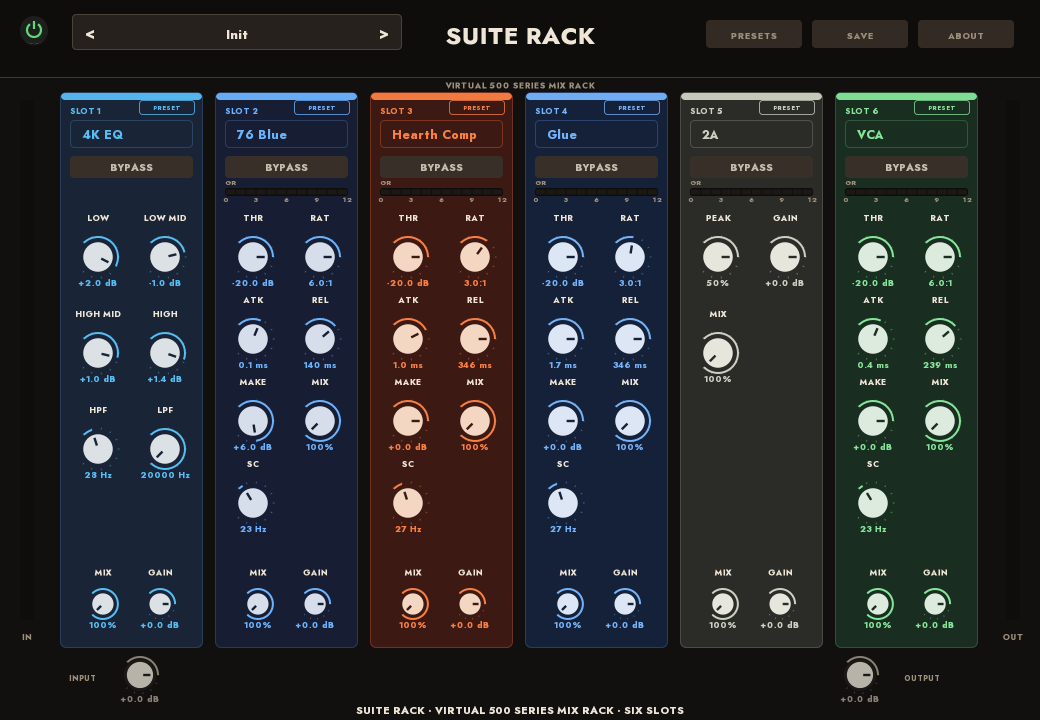 < Init >
SUITE RACK
PRESETS SAVE ABOUT
VIRTUAL 500 SERIES MIX RACK
SLOT 1 PRESET
4K EQ
BYPASS
LOW LOW MID
+2.0 dB -1.0 dB
HIGH MID HIGH
+1.0 dB +1.4 dB
HPF LPF
28 Hz 20000 Hz
MIX GAIN
100% +0.0 dB
SLOT 2 PRESET
76 Blue
BYPASS
GR
0 3 6 9 12
THR RAT
-20.0 dB 6.0:1
ATK REL
0.1 ms 140 ms
MAKE MIX
+6.0 dB 100%
SC
23 Hz
MIX GAIN
100% +0.0 dB
SLOT 3 PRESET
Hearth Comp
BYPASS
GR
0 3 6 9 12
THR RAT
-20.0 dB 3.0:1
ATK REL
1.0 ms 346 ms
MAKE MIX
+0.0 dB 100%
SC
27 Hz
MIX GAIN
100% +0.0 dB
SLOT 4 PRESET
Glue
BYPASS
GR
0 3 6 9 12
THR RAT
-20.0 dB 3.0:1
ATK REL
1.7 ms 346 ms
MAKE MIX
+0.0 dB 100%
SC
27 Hz
MIX GAIN
100% +0.0 dB
SLOT 5 PRESET
2A
BYPASS
GR
0 3 6 9 12
PEAK GAIN
50% +0.0 dB
MIX
100%
MIX GAIN
100% +0.0 dB
SLOT 6 PRESET
VCA
BYPASS
GR
0 3 6 9 12
THR RAT
-20.0 dB 6.0:1
ATK REL
0.4 ms 239 ms
MAKE MIX
+0.0 dB 100%
SC
23 Hz
MIX GAIN
100% +0.0 dB
IN OUT
INPUT +0.0 dB
+0.0 dB OUTPUT
SUITE RACK · VIRTUAL 500 SERIES MIX RACK · SIX SLOTS